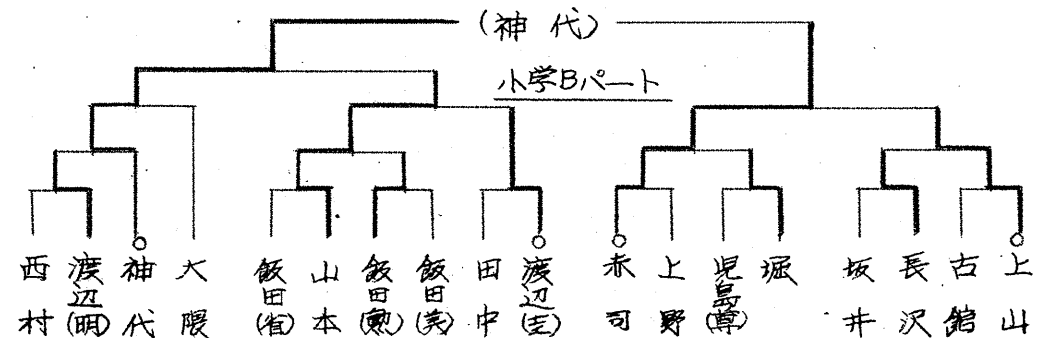 (神代)
小学Bパート
西村
渡辺(明)
神代
大隈
飯田(省)
山本
飯田(勲)
飯田(美)
田中
渡辺(圭)
赤司
上野
児島(尊)
堀
坂井
長沢
古舘
上山